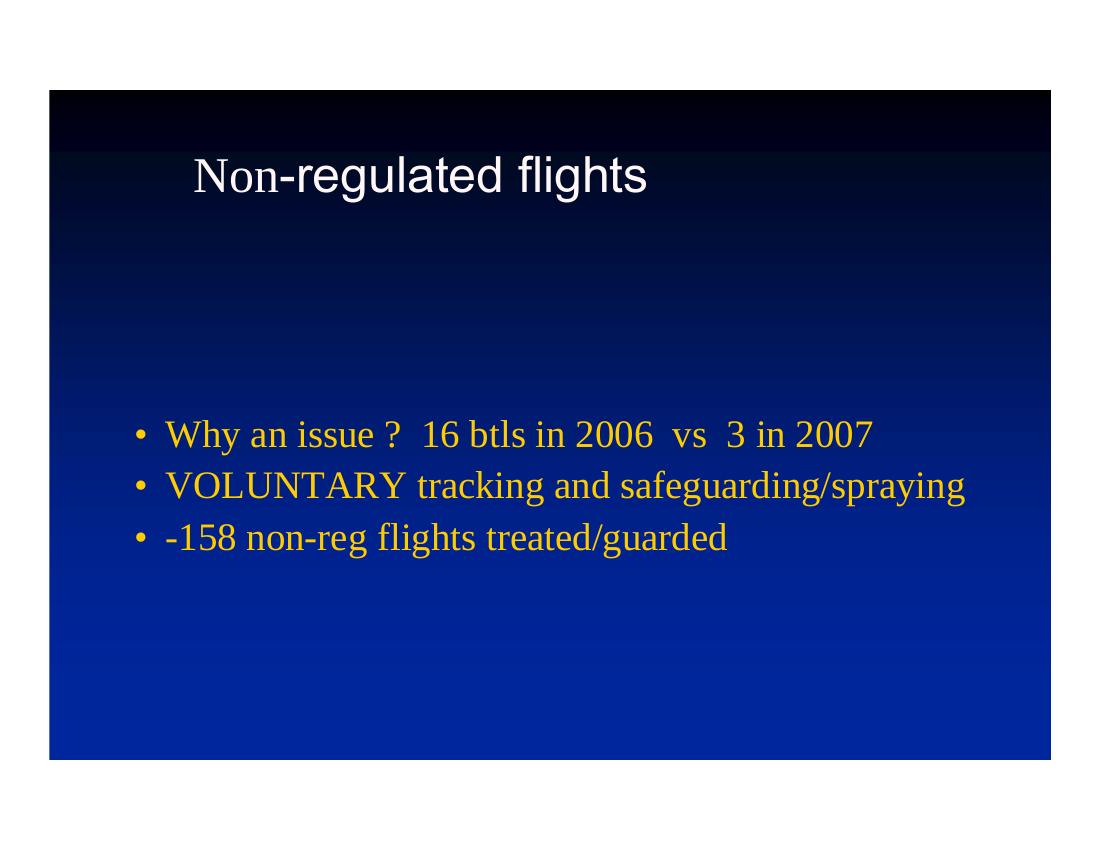 Non-regulated flights
• Why an issue ?  16 btls in 2006  vs  3 in 2007
• VOLUNTARY tracking and safeguarding/spraying
• -158 non-reg flights treated/guarded